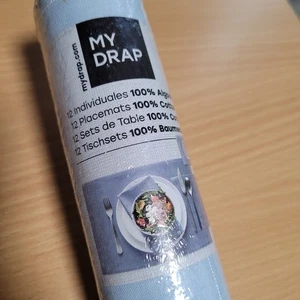 MY
DRAP
mydrap.com
12 Individuales 100%
12 Placemats 100%
12 Sets de Table 100%
12 Tischsets 100%